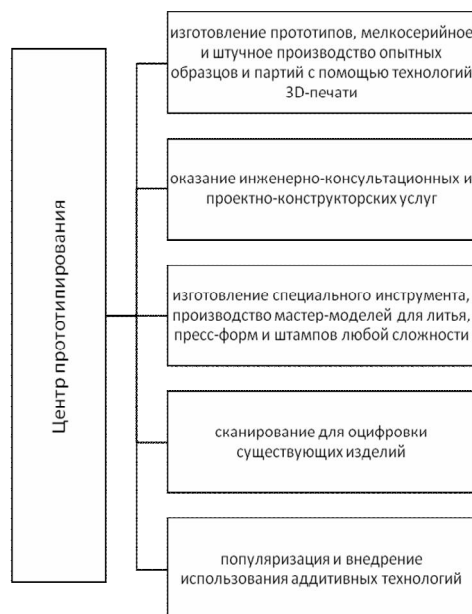 Центр прототипирования
изготовление прототипов, мелкосерийное
и штучное производство опытных
образцов и партий с помощью технологий
3D-печати
оказание инженерно-консультационных и
проектно-конструкторских услуг
изготовление специального инструмента,
производство мастер-моделей для литья,
пресс-форм и штампов любой сложности
сканирование для оцифровки
существующих изделий
популяризация и внедрение
использования аддитивных технологий